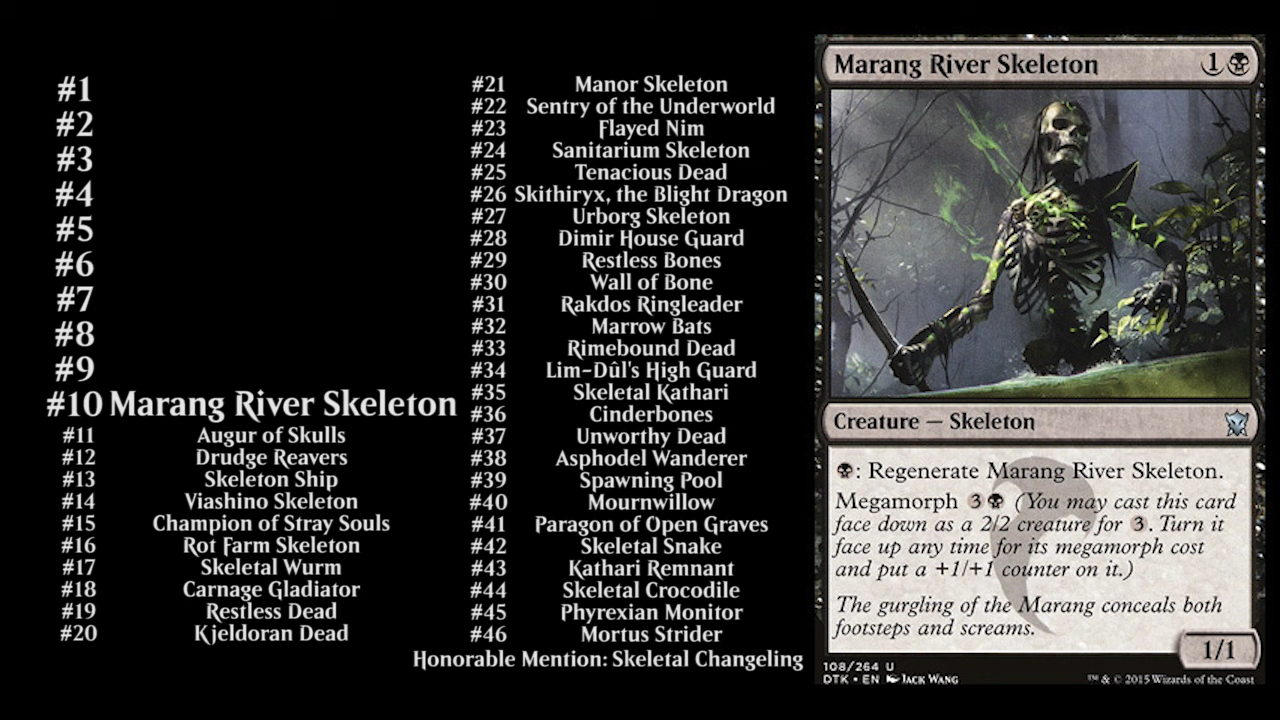 #1
#2
#3
#4
#5
#6
#7
#8
#9
#10 Marang River Skeleton
#11 Augur of Skulls
#12 Drudge Reavers
#13 Skeleton Ship
#14 Viashino Skeleton
#15 Champion of Stray Souls
#16 Rot Farm Skeleton
#17 Skeletal Wurm
#18 Carnage Gladiator
#19 Restless Dead
#20 Kjeldoran Dead
#21 Manor Skeleton
#22 Sentry of the Underworld
#23 Flayed Nim
#24 Sanitarium Skeleton
#25 Tenacious Dead
#26 Skithiryx, the Blight Dragon
#27 Urborg Skeleton
#28 Dimir House Guard
#29 Restless Bones
#30 Wall of Bone
#31 Rakdos Ringleader
#32 Marrow Bats
#33 Rimebound Dead
#34 Lim-Dûl's High Guard
#35 Skeletal Kathari
#36 Cinderbones
#37 Unworthy Dead
#38 Asphodel Wanderer
#39 Spawning Pool
#40 Mournwillow
#41 Paragon of Open Graves
#42 Skeletal Snake
#43 Kathari Remnant
#44 Skeletal Crocodile
#45 Phyrexian Monitor
#46 Mortus Strider
Honorable Mention: Skeletal Changeling
Marang River Skeleton 1
Creature — Skeleton
: Regenerate Marang River Skeleton.
Megamorph 3 (You may cast this card
face down as a 2/2 creature for 3. Turn it
face up any time for its megamorph cost
and put a +1/+1 counter on it.)
The gurgling of the Marang conceals both
footsteps and screams.
1/1
108/264 U
DTK • EN Jack Wang
™ & © 2015 Wizards of the Coast